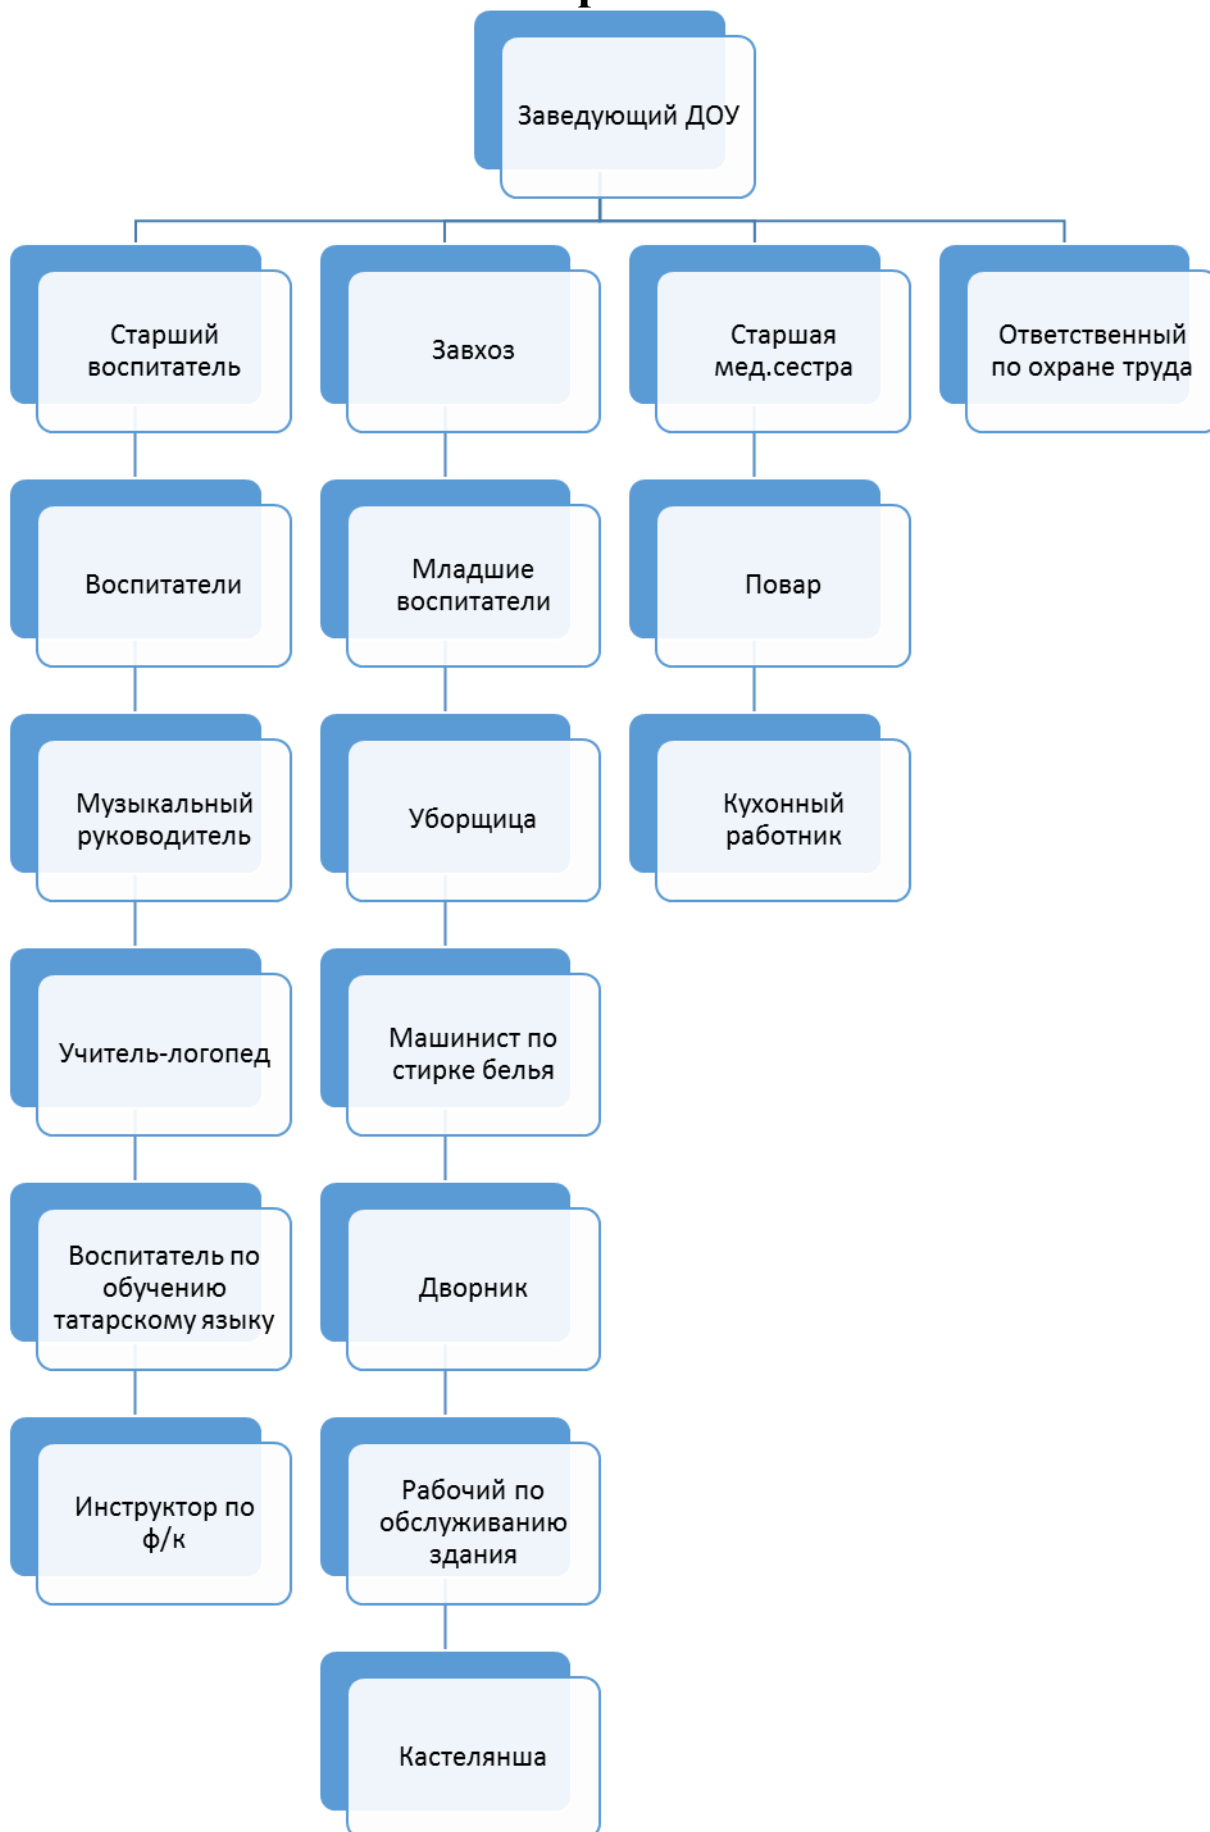 Заведующий ДОУ
Старший
воспитатель
Завхоз
Старшая
мед.сестра
Ответственный
по охране труда
Воспитатели
Младшие
воспитатели
Повар
Музыкальный
руководитель
Уборщица
Кухонный
работник
Учитель-логопед
Машинист по
стирке белья
Воспитатель по
обучению
татарскому языку
Дворник
Инструктор по
ф/к
Рабочий по
обслуживанию
здания
Кастелянша